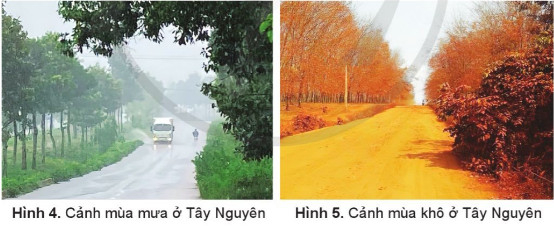 Hình 4. Cảnh mùa mưa ở Tây Nguyên
Hình 5. Cảnh mùa khô ở Tây Nguyên